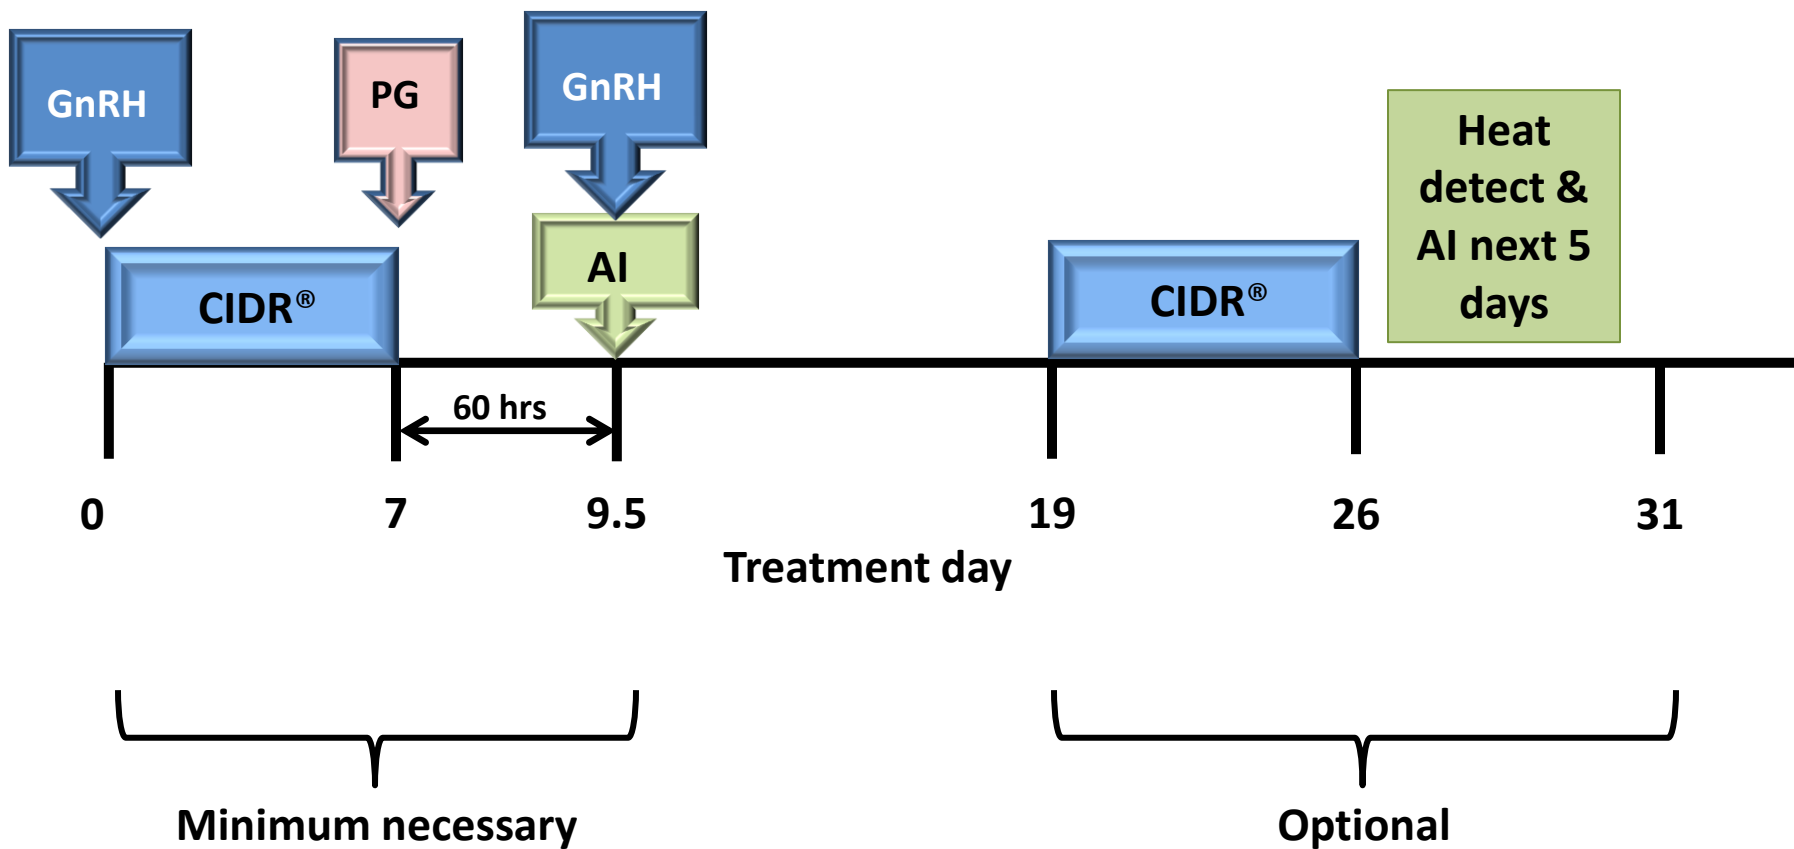 GnRH
PG
GnRH
AI
CIDR®
CIDR®
Heat
detect &
AI next 5
days
60 hrs
0
7
9.5
19
26
31
Treatment day
Minimum necessary
Optional